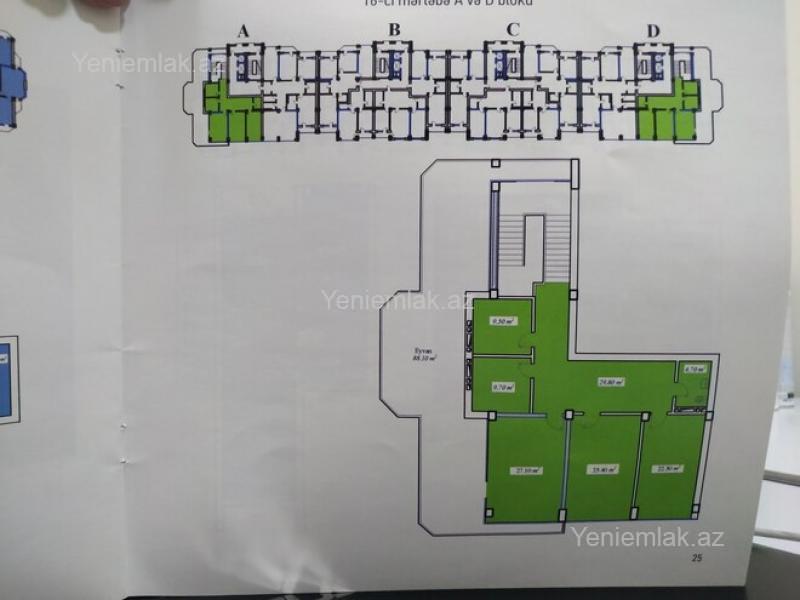 16-ci mərtəbə A və D bloku
A B C D
Yeniemlak.az
Yeniemlak.az
9.50 m²
Eyvan
88.10 m²
9.70 m²
29.80 m²
4.70 m²
27.10 m²
25.40 m²
22.50 m²
Yeniemlak.az
25